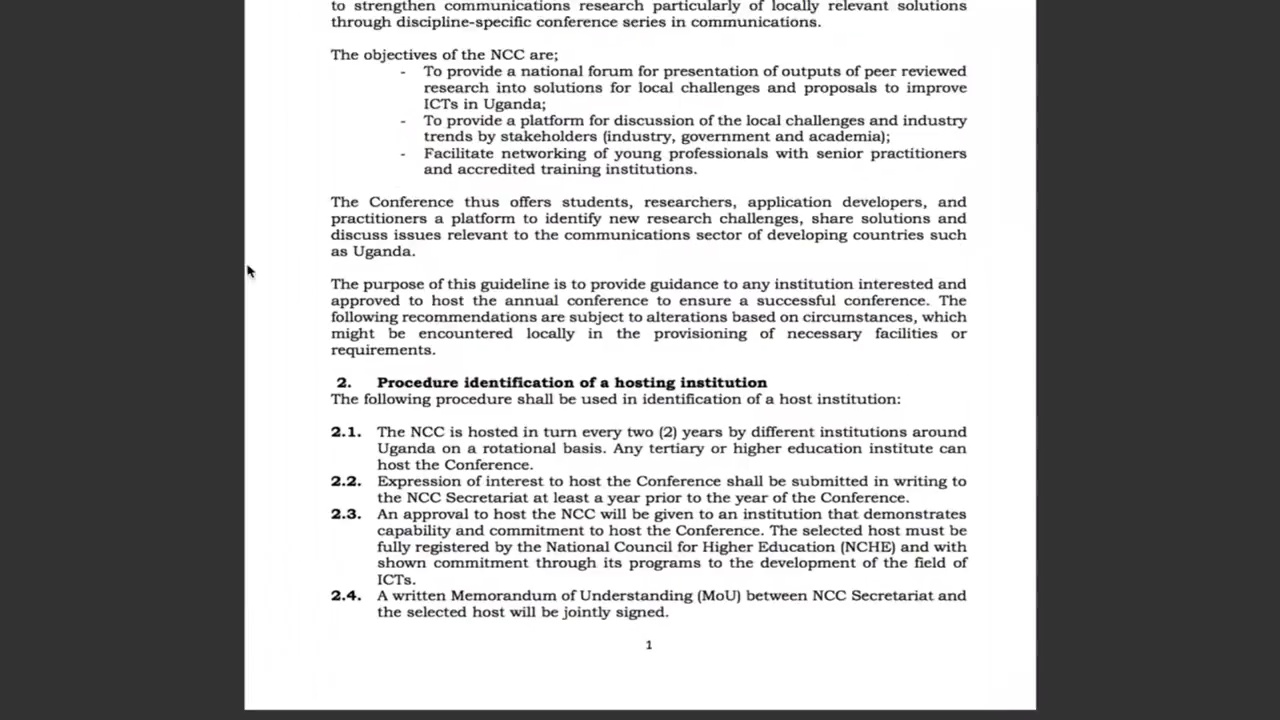 to strengthen communications research particularly of locally relevant solutions
through discipline-specific conference series in communications.
The objectives of the NCC are;
- To provide a national forum for presentation of outputs of peer reviewed
research into solutions for local challenges and proposals to improve
ICTs in Uganda;
- To provide a platform for discussion of the local challenges and industry
trends by stakeholders (industry, government and academia);
- Facilitate networking of young professionals with senior practitioners
and accredited training institutions.
The Conference thus offers students, researchers, application developers, and
practitioners a platform to identify new research challenges, share solutions and
discuss issues relevant to the communications sector of developing countries such
as Uganda.
The purpose of this guideline is to provide guidance to any institution interested and
approved to host the annual conference to ensure a successful conference. The
following recommendations are subject to alterations based on circumstances, which
might be encountered locally in the provisioning of necessary facilities or
requirements.
2. Procedure identification of a hosting institution
The following procedure shall be used in identification of a host institution:
2.1. The NCC is hosted in turn every two (2) years by different institutions around
Uganda on a rotational basis. Any tertiary or higher education institute can
host the Conference.
2.2. Expression of interest to host the Conference shall be submitted in writing to
the NCC Secretariat at least a year prior to the year of the Conference.
2.3. An approval to host the NCC will be given to an institution that demonstrates
capability and commitment to host the Conference. The selected host must be
fully registered by the National Council for Higher Education (NCHE) and with
shown commitment through its programs to the development of the field of
ICTs.
2.4. A written Memorandum of Understanding (MoU) between NCC Secretariat and
the selected host will be jointly signed.
1